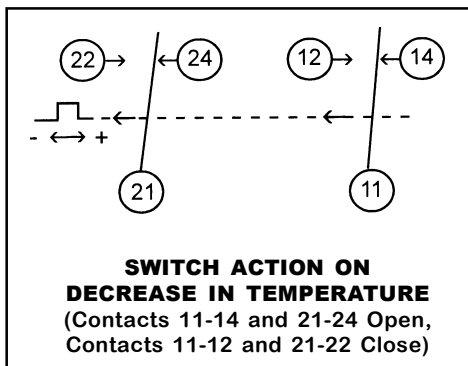 22 24 12 14
- +
21 11
SWITCH ACTION ON
DECREASE IN TEMPERATURE
(Contacts 11-14 and 21-24 Open,
Contacts 11-12 and 21-22 Close)